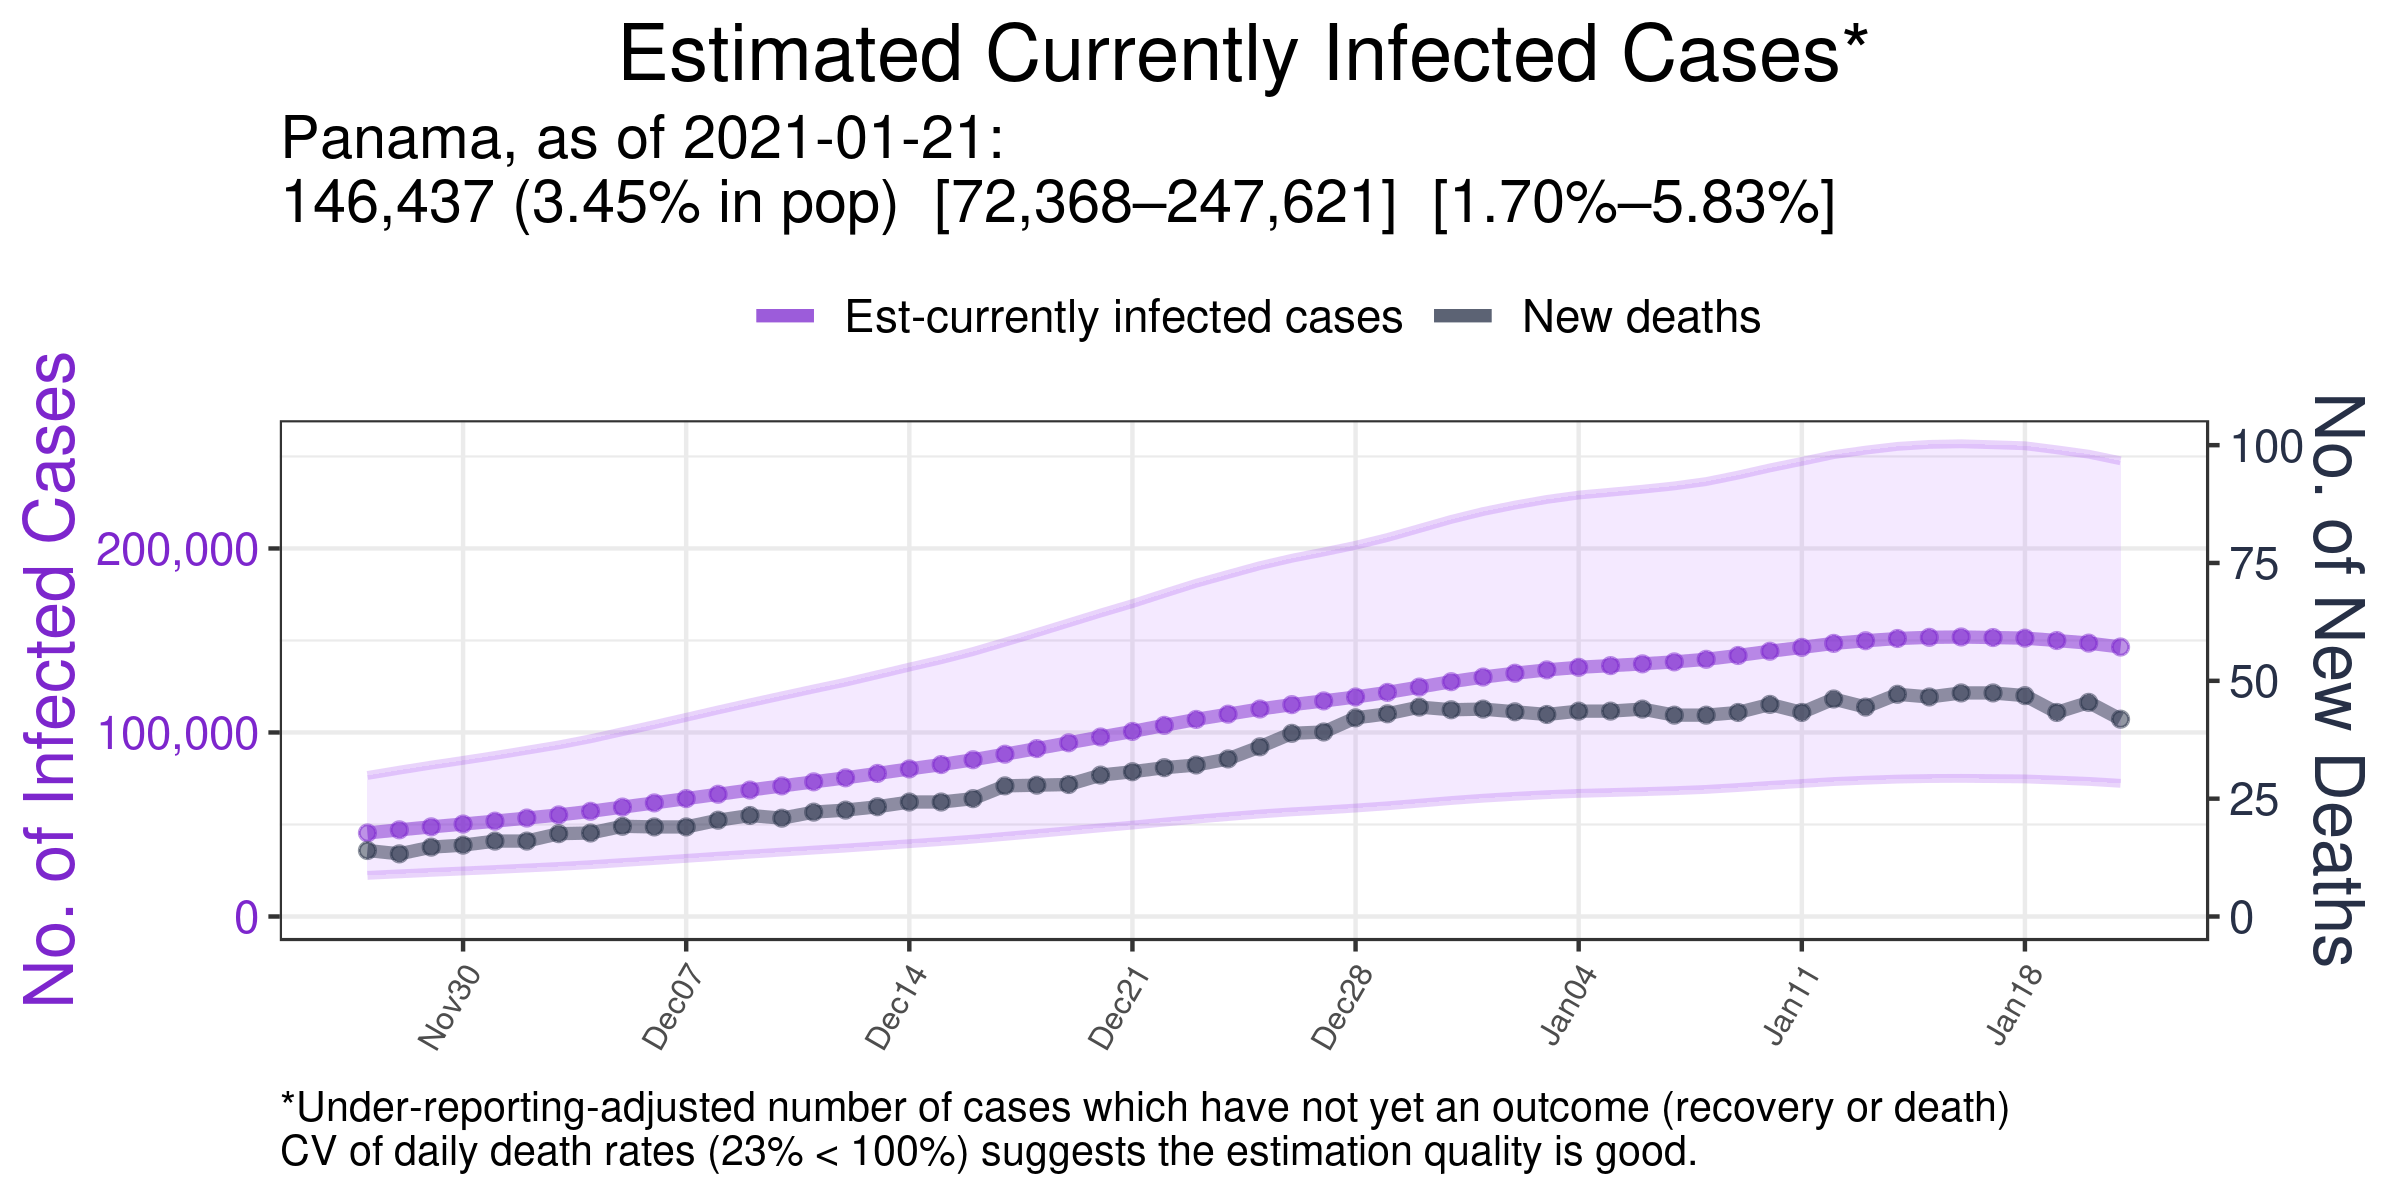 Estimated Currently Infected Cases*
Panama, as of 2021-01-21:
146,437 (3.45% in pop)  [72,368–247,621]  [1.70%–5.83%]
Est-currently infected cases
New deaths
No. of Infected Cases
200,000
100,000
0
100
75
50
25
0
No. of New Deaths
Nov30
Dec07
Dec14
Dec21
Dec28
Jan04
Jan11
Jan18
*Under-reporting-adjusted number of cases which have not yet an outcome (recovery or death)
CV of daily death rates (23% < 100%) suggests the estimation quality is good.